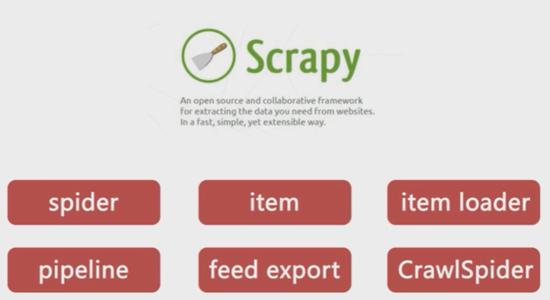 Scrapy
An open source and collaborative framework
for extracting the data you need from websites.
In a fast, simple, yet extensible way.
spider
item
item loader
pipeline
feed export
CrawlSpider